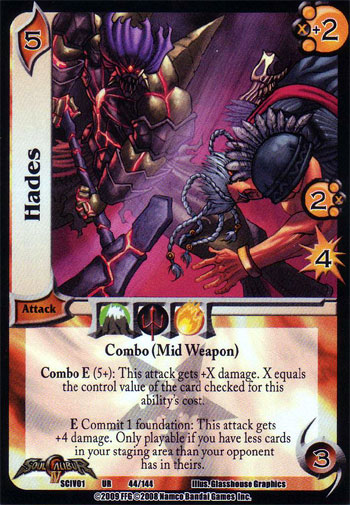 5
+2
Hades
2
4
Attack
Combo (Mid Weapon)
Combo E (5+): This attack gets +X damage. X equals
the control value of the card checked for this
ability's cost.
E Commit 1 foundation: This attack gets
+4 damage. Only playable if you have less cards
in your staging area than your opponent
has in theirs.
3
SOULCALIBUR
IV
SCIV01 UR 44/144 Illus. Glasshouse Graphics
©2009 FFG ©2008 Namco Bandai Games Inc.